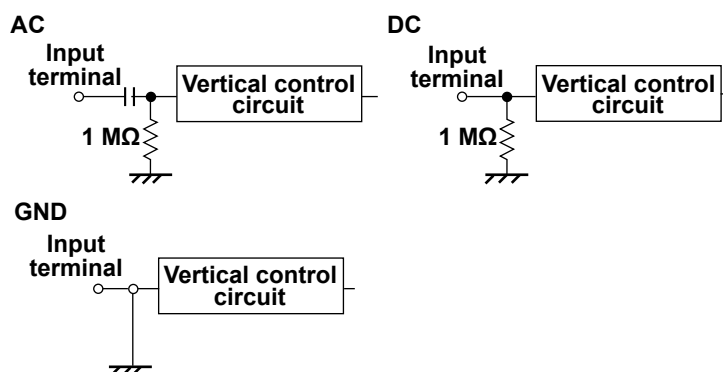 AC
Input
terminal
Vertical control
circuit
1 MΩ
DC
Input
terminal
Vertical control
circuit
1 MΩ
GND
Input
terminal
Vertical control
circuit